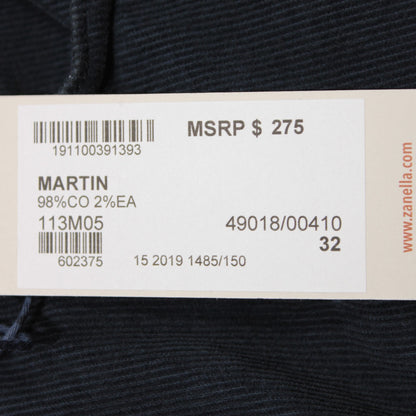 MSRP $ 275
191100391393
MARTIN
98%CO 2%EA
113M05
49018/00410
32
602375
15 2019 1485/150
www.zanella.com